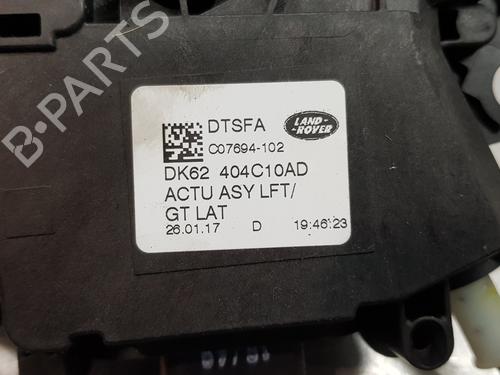 B-PARTS
DTSFA
LAND-
ROVER
C07694-102
DK62 404C10AD
ACTU ASY LFT/
GT LAT
26.01.17 D 19:46:23